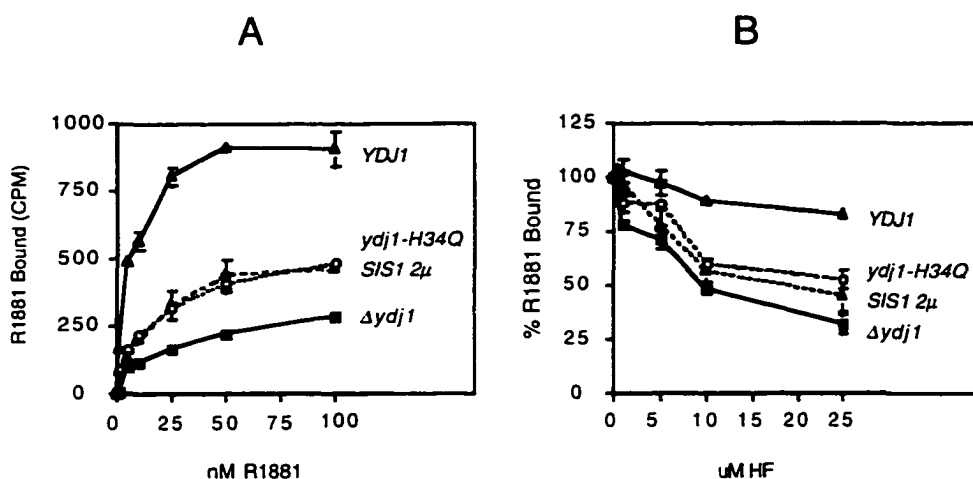 A
B
R1881 Bound (CPM)
1000
750
500
250
0
0 25 50 75 100
nM R1881
YDJ1
ydj1-H34Q
SIS1 2μ
Δydj1
% R1881 Bound
125
100
75
50
25
0
0 5 10 15 20 25
uM HF
YDJ1
ydj1-H34Q
SIS1 2μ
Δydj1